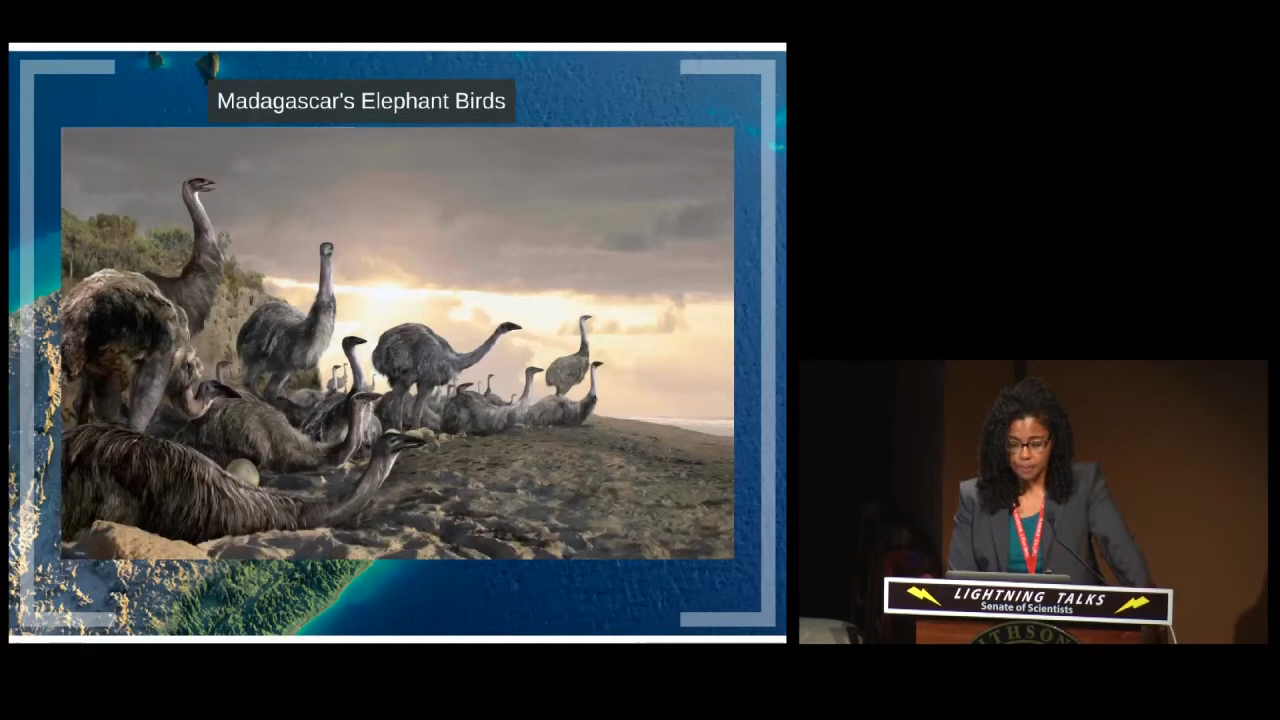 Madagascar's Elephant Birds
LIGHTNING TALKS
Senate of Scientists